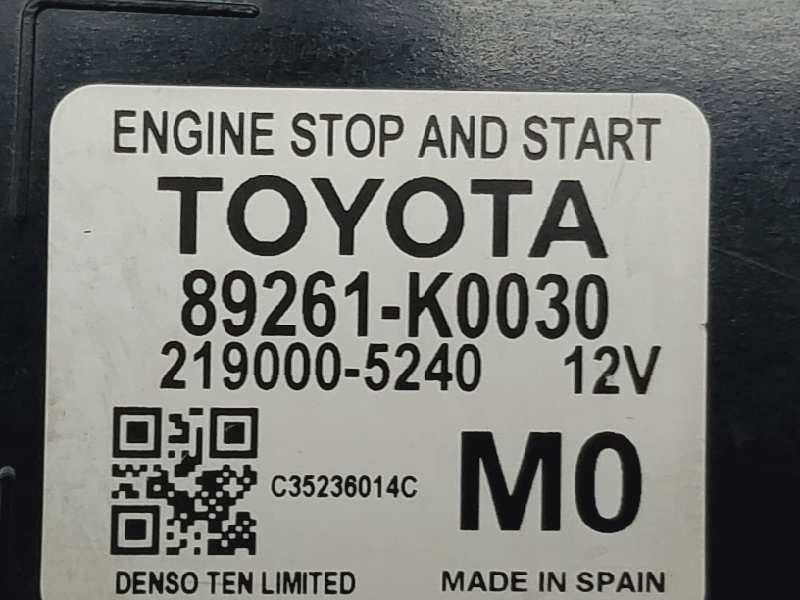 ENGINE STOP AND START
TOYOTA
89261-K0030
219000-5240 12V
C35236014C M0
DENSO TEN LIMITED MADE IN SPAIN